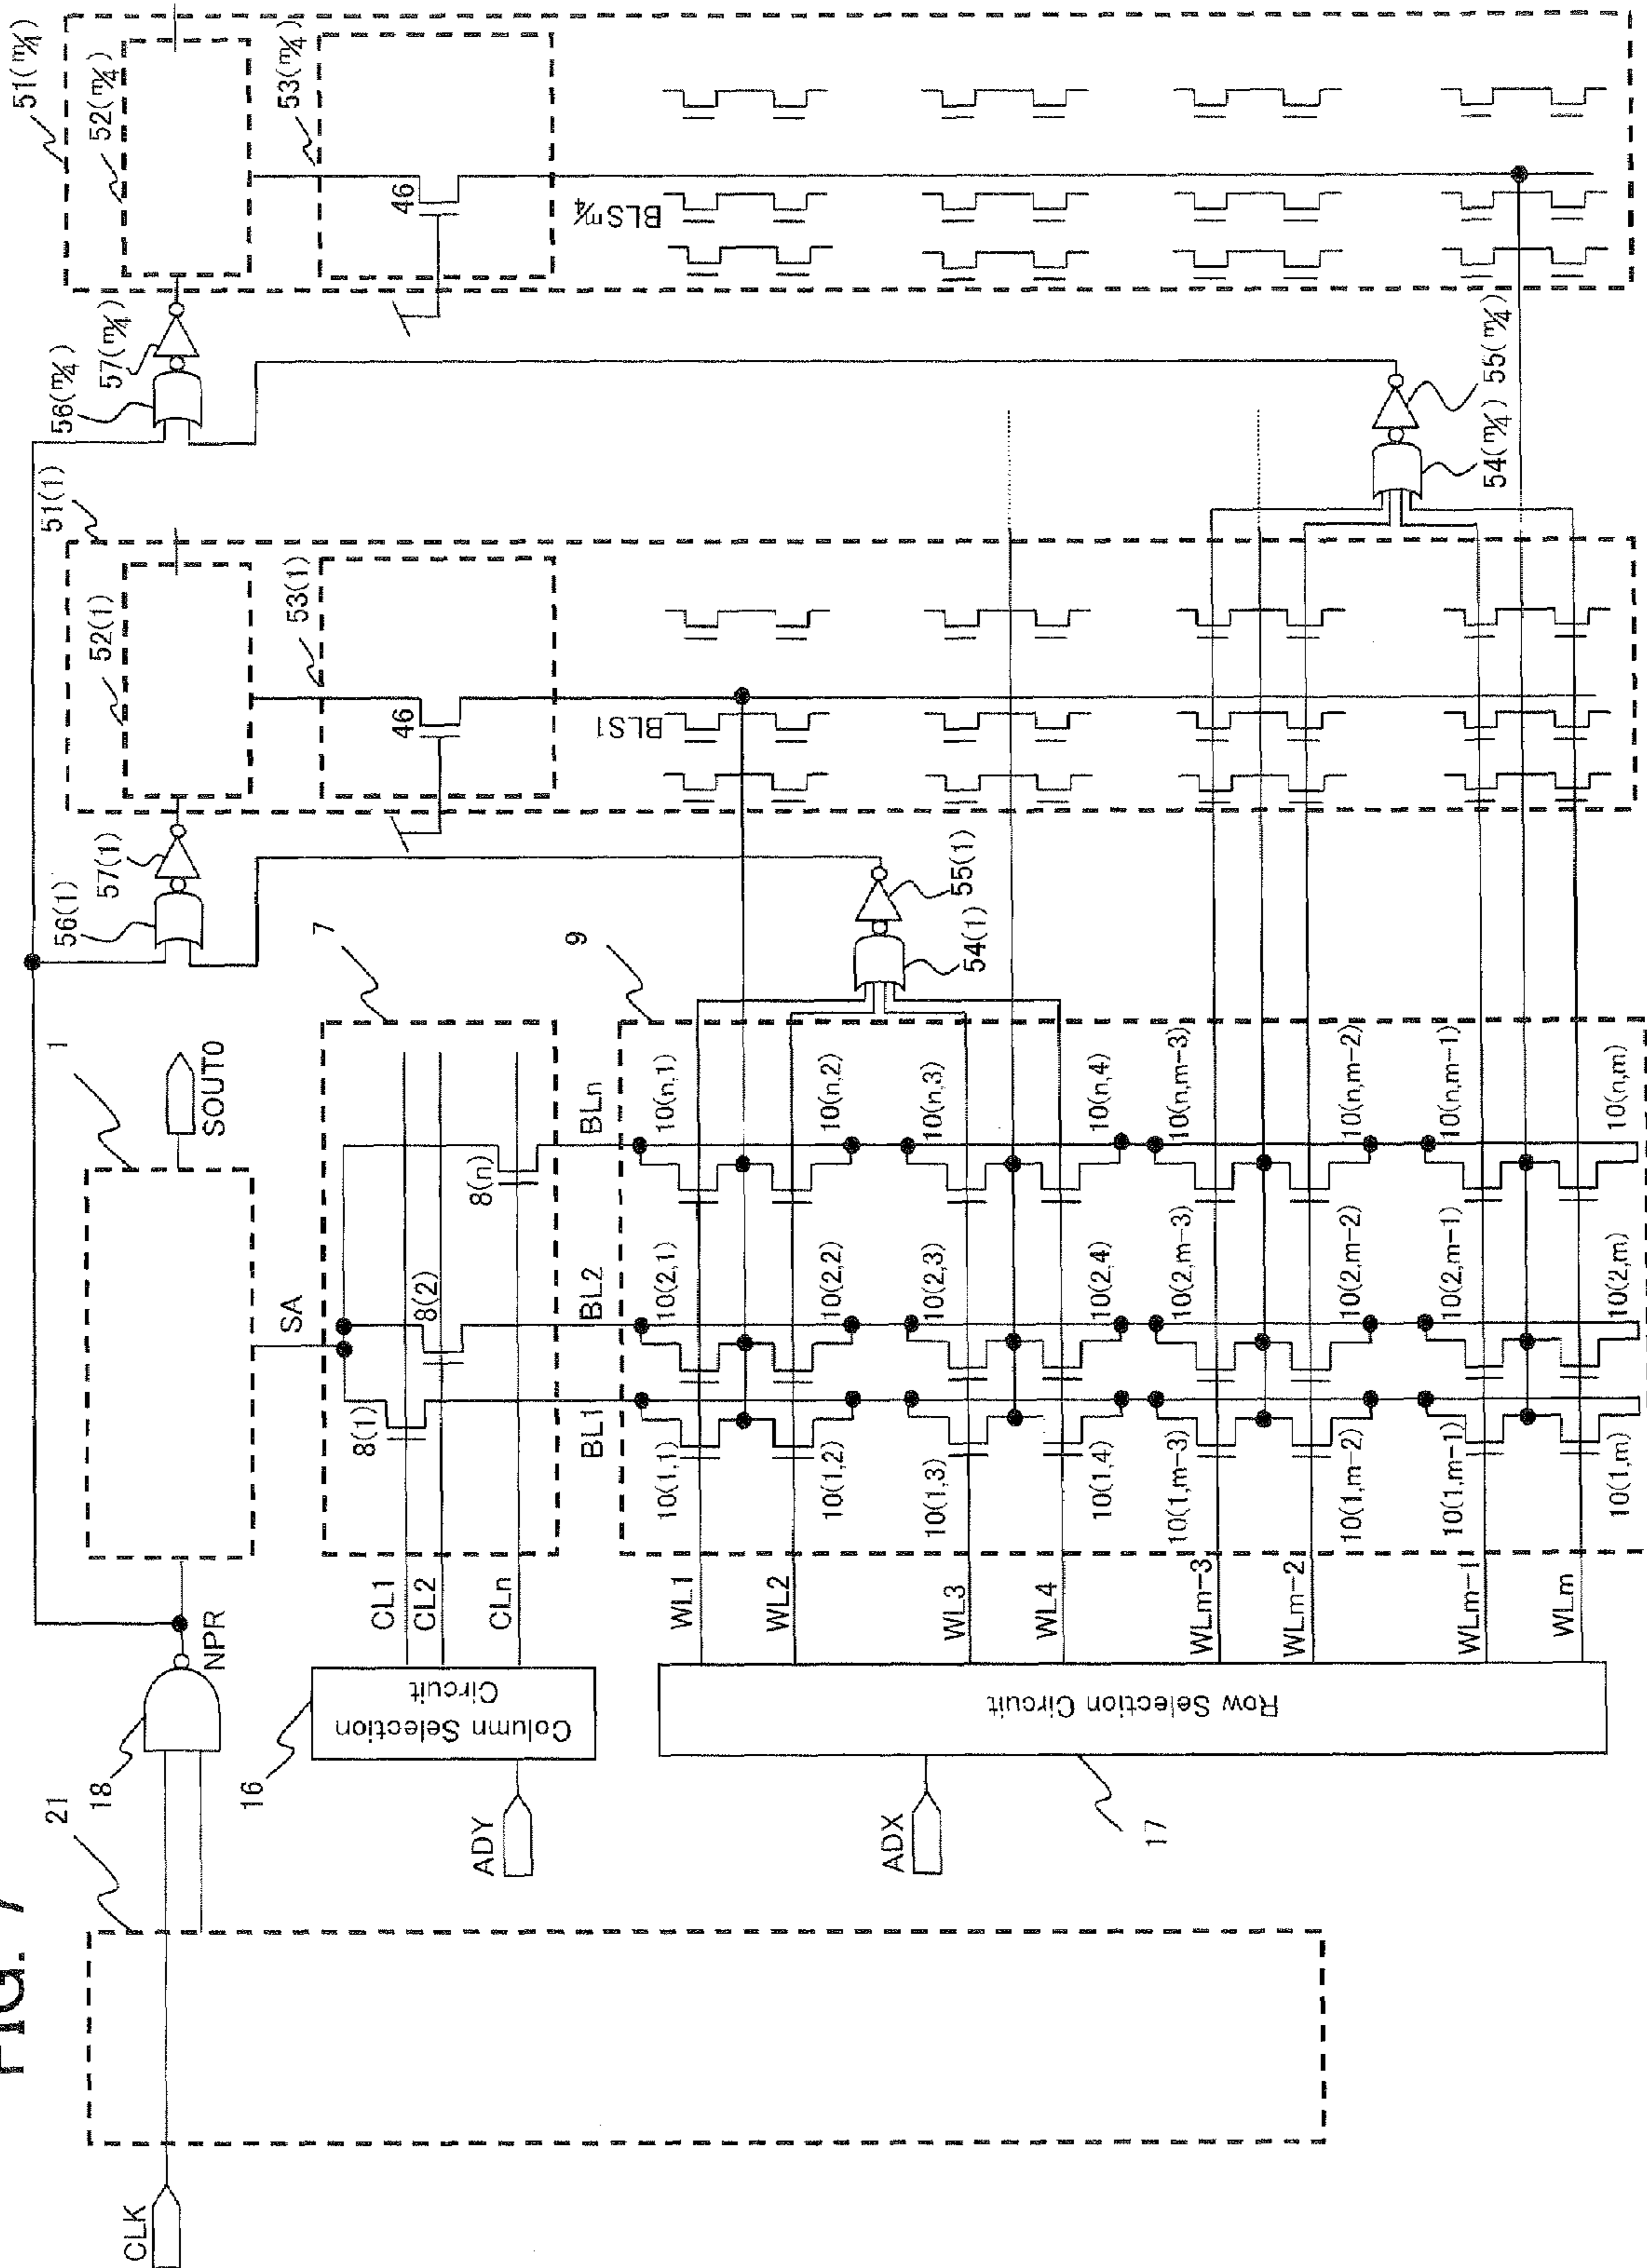 FIG. 7
CLK
21
18
NPR
1
SOUT0
56(1)
57(1)
51(1)
52(1)
53(1)
46
BLS1
56(m/4)
57(m/4)
51(m/4)
52(m/4)
53(m/4)
46
BLSm/4
16
Column Selection
Circuit
ADY
CL1
CL2
CLn
SA
7
8(1)
8(2)
8(n)
BL1
BL2
BLn
9
ADX
17
Row Selection Circuit
WL1
WL2
WL3
WL4
WLm-3
WLm-2
WLm-1
WLm
10(1,1)
10(2,1)
10(n,1)
10(1,2)
10(2,2)
10(n,2)
10(1,3)
10(2,3)
10(n,3)
10(1,4)
10(2,4)
10(n,4)
10(1,m-3)
10(2,m-3)
10(n,m-3)
10(1,m-2)
10(2,m-2)
10(n,m-2)
10(1,m-1)
10(2,m-1)
10(n,m-1)
10(1,m)
10(2,m)
10(n,m)
54(1)
55(1)
54(m/4)
55(m/4)